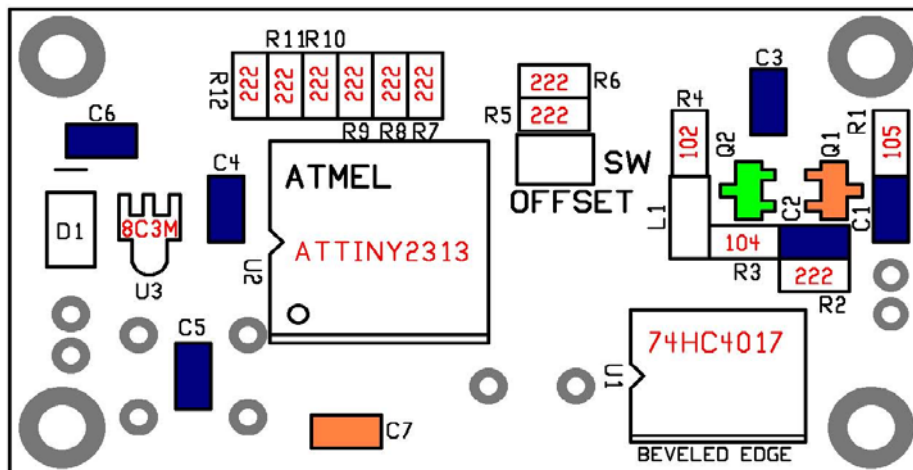 R11 R10
R12 222 222 222 222 222 222
R9 R8 R7
C6
C4
D1
8C3M
U3
C5
C7
ATMEL
ATTINY2313
U2
222 R6
R5 222
SW
OFFSET
C3
R4
102
Q2
Q1
R1
105
L1
C2
C1
104
R3
222
R2
74HC4017
U1
BEVELED EDGE